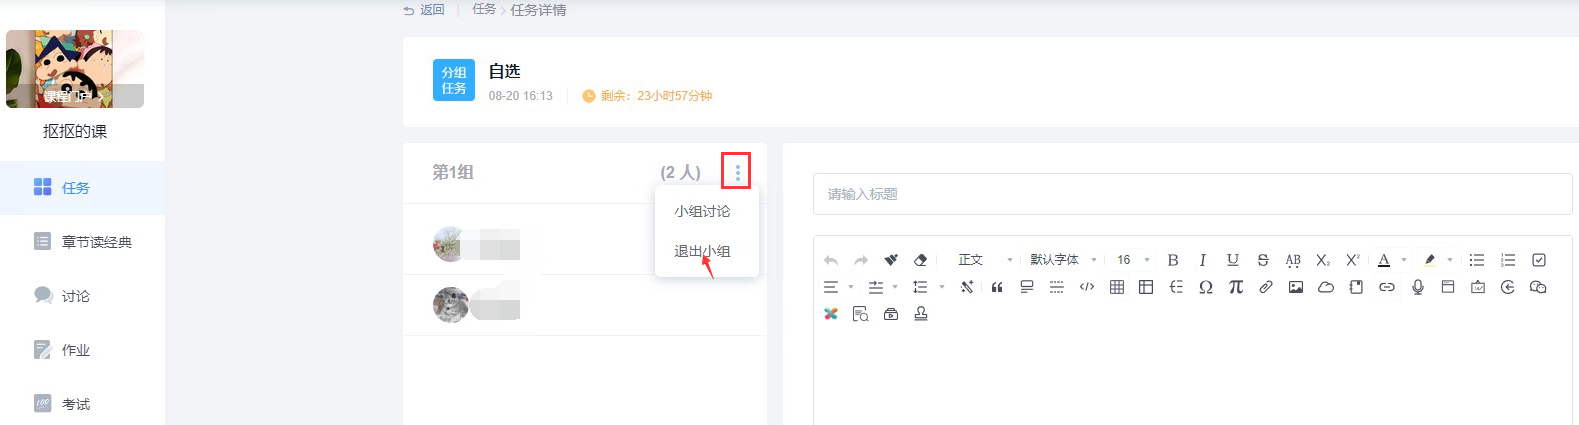 返回 | 任务 > 任务详情
课程门户 >
抠抠的课
任务
章节读经典
讨论
作业
考试
分组
任务
自选
08-20 16:13
剩余：23小时57分钟
第1组 (2 人)
小组讨论
退出小组
请输入标题
正文 默认字体 16